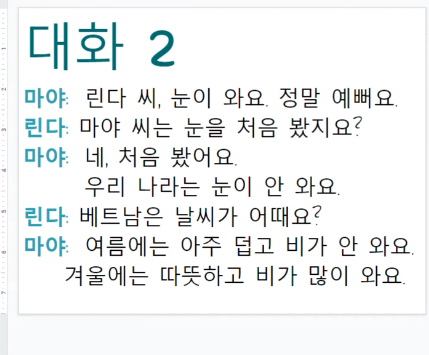 대화 2
마야: 린다 씨, 눈이 와요. 정말 예뻐요.
린다: 마야 씨는 눈을 처음 봤지요?
마야: 네, 처음 봤어요.
우리 나라는 눈이 안 와요.
린다: 베트남은 날씨가 어때요?
마야: 여름에는 아주 덥고 비가 안 와요.
겨울에는 따뜻하고 비가 많이 와요.